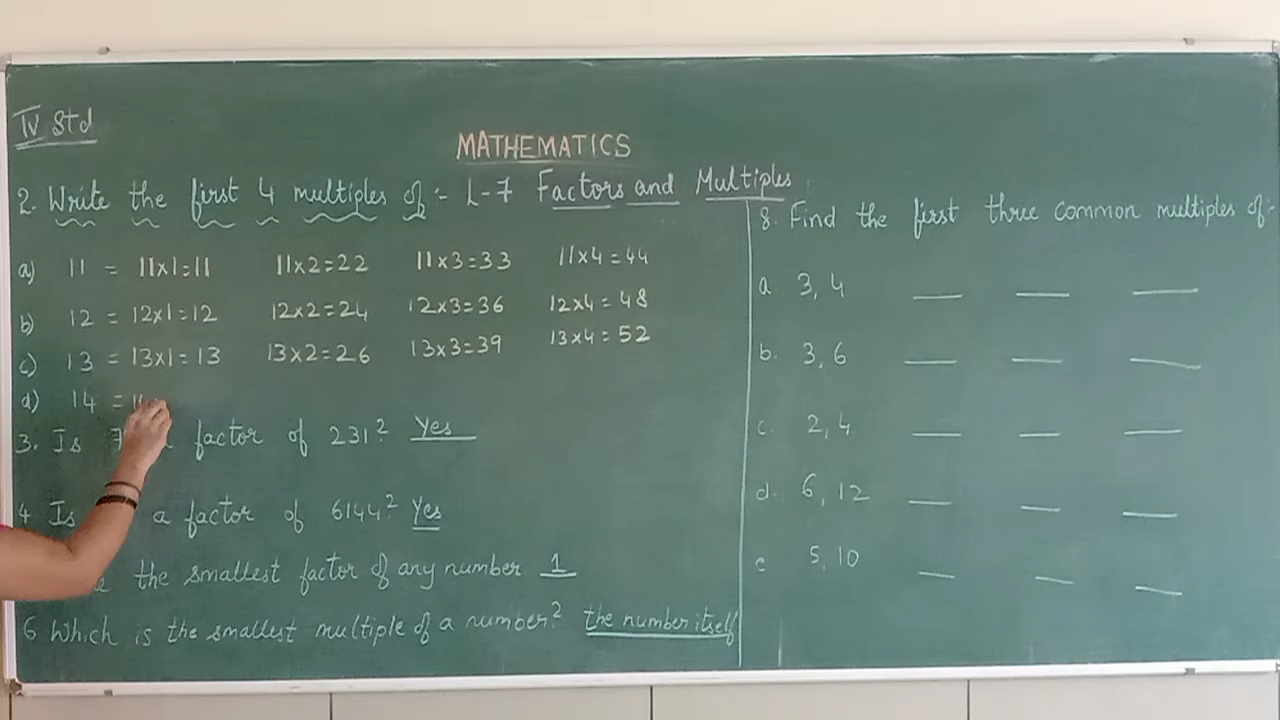 IV Std
MATHEMATICS
L-7 Factors and Multiples
2. Write the first 4 multiples of :-
a) 11 = 11x1=11 11x2=22 11x3=33 11x4=44
b) 12 = 12x1=12 12x2=24 12x3=36 12x4=48
c) 13 = 13x1=13 13x2=26 13x3=39 13x4=52
d) 14 =
3. Is 7 factor of 231? Yes
4 Is a factor of 6144? Yes
the smallest factor of any number 1
6 Which is the smallest multiple of a number? the number itself
8. Find the first three common multiples of:-
a 3, 4
b. 3, 6
c. 2, 4
d. 6, 12
e 5, 10